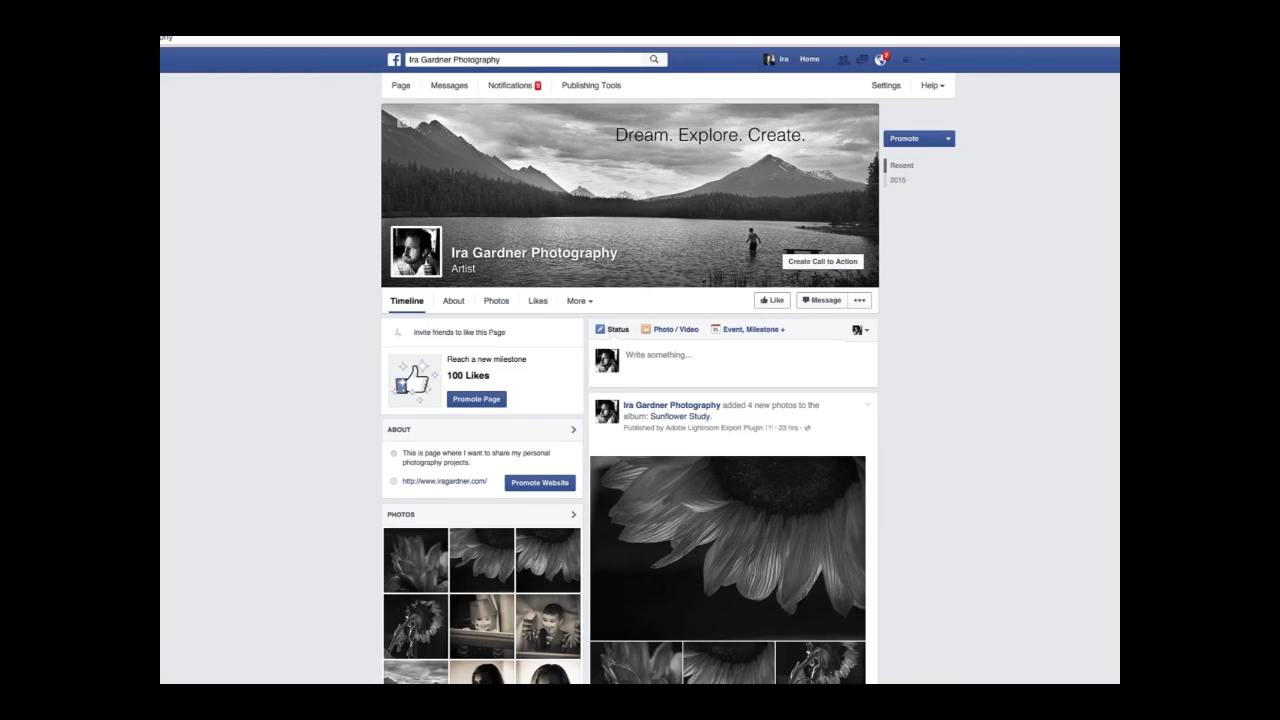 Ira Gardner Photography
Ira Home 2
Page Messages Notifications 9 Publishing Tools Settings Help
Dream. Explore. Create.
Promote
Recent
2015
Ira Gardner Photography
Artist
Create Call to Action
Timeline About Photos Likes More Like Message
Invite friends to like this Page
Reach a new milestone
100 Likes
Promote Page
ABOUT
This is page where I want to share my personal
photography projects.
http://www.iragardner.com/ Promote Website
PHOTOS
Status Photo / Video Event, Milestone +
Write something...
Ira Gardner Photography added 4 new photos to the
album: Sunflower Study.
Published by Adobe Lightroom Export Plugin [?] · 23 hrs ·